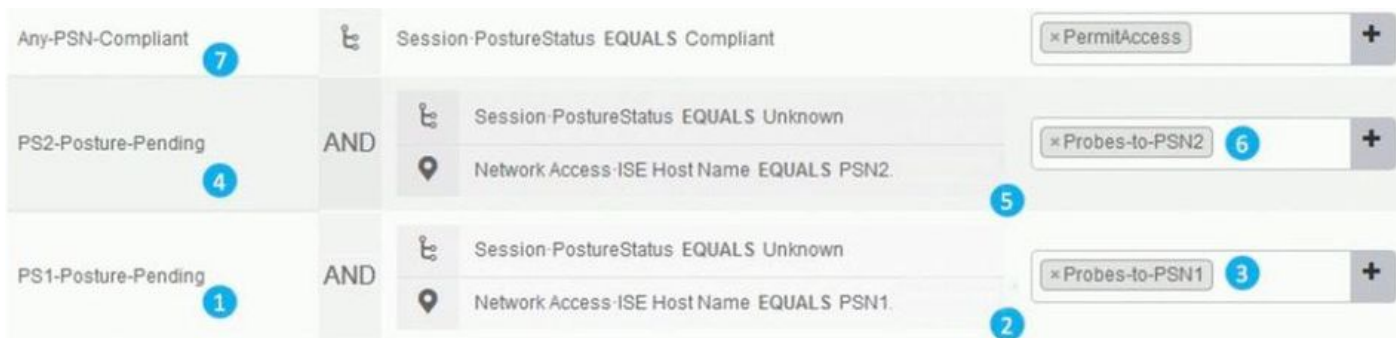 Any-PSN-Compliant
7
Session·PostureStatus EQUALS Compliant
× PermitAccess
+
PS2-Posture-Pending
4
AND
Session·PostureStatus EQUALS Unknown
Network Access·ISE Host Name EQUALS PSN2.
5
× Probes-to-PSN2
6
+
PS1-Posture-Pending
1
AND
Session·PostureStatus EQUALS Unknown
Network Access·ISE Host Name EQUALS PSN1.
2
× Probes-to-PSN1
3
+